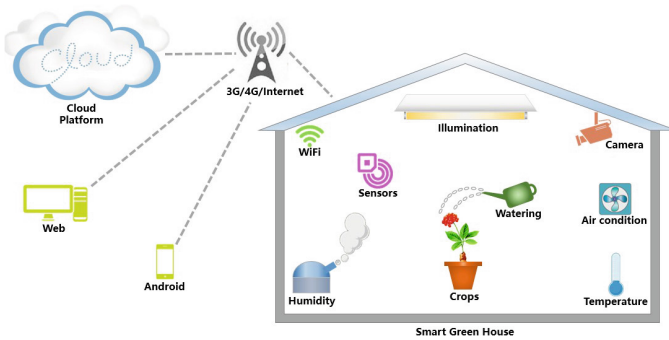 Cloud
Cloud
Platform
3G/4G/Internet
Illumination
WiFi
Camera
Sensors
Web
Watering
Air condition
Android
Humidity
Crops
Temperature
Smart Green House